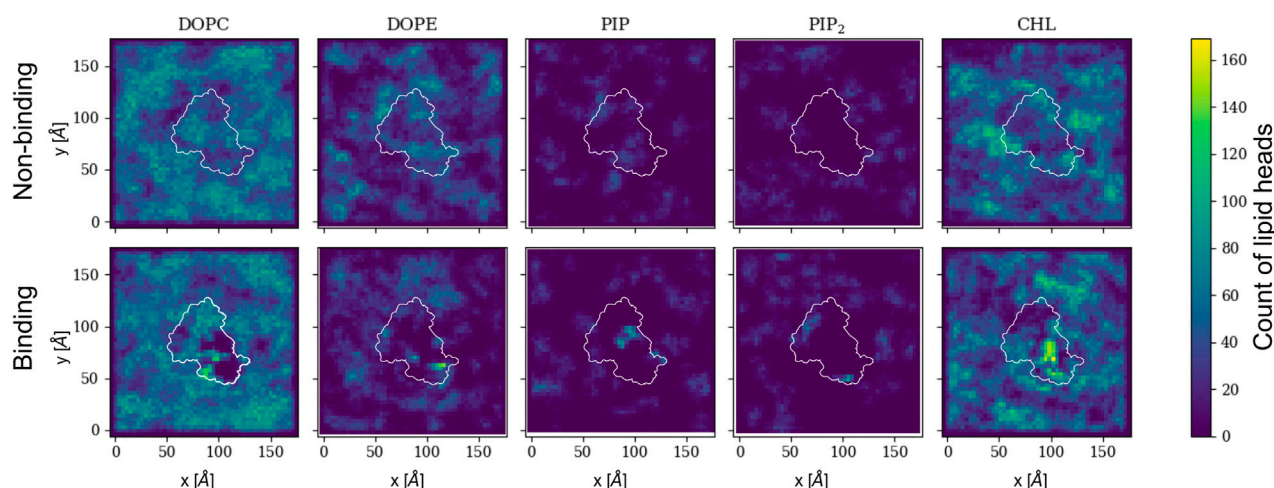 DOPC DOPE PIP PIP₂ CHL
Non-binding
y [Å]
150
100
50
0
Binding
y [Å]
150
100
50
0
0 50 100 150 0 50 100 150 0 50 100 150 0 50 100 150 0 50 100 150
x [Å] x [Å] x [Å] x [Å] x [Å]
160
140
120
100
80
60
40
20
0
Count of lipid heads